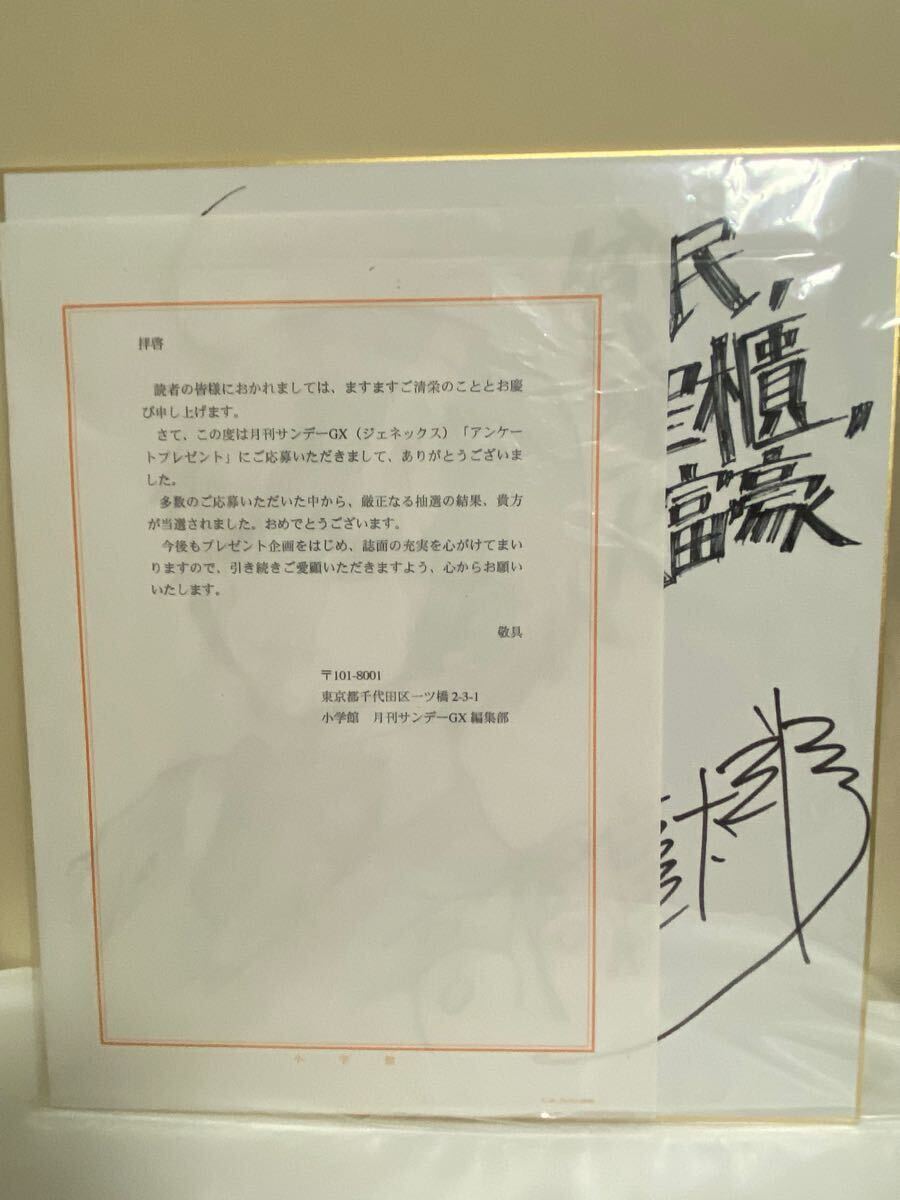 拝啓
読者の皆様におかれましては、ますますご清栄のこととお慶
び申し上げます。
さて、この度は月刊サンデーGX（ジェネックス）「アンケー
トプレゼント」にご応募いただきまして、ありがとうございま
した。
多数のご応募いただいた中から、厳正なる抽選の結果、貴方
が当選されました。おめでとうございます。
今後もプレゼント企画をはじめ、誌面の充実を心がけてまい
りますので、引き続きご愛顧いただきますよう、心からお願い
いたします。
敬具
〒101-8001
東京都千代田区一ツ橋 2-3-1
小学館　月刊サンデーGX 編集部
小学館
民,
櫃,
富豪